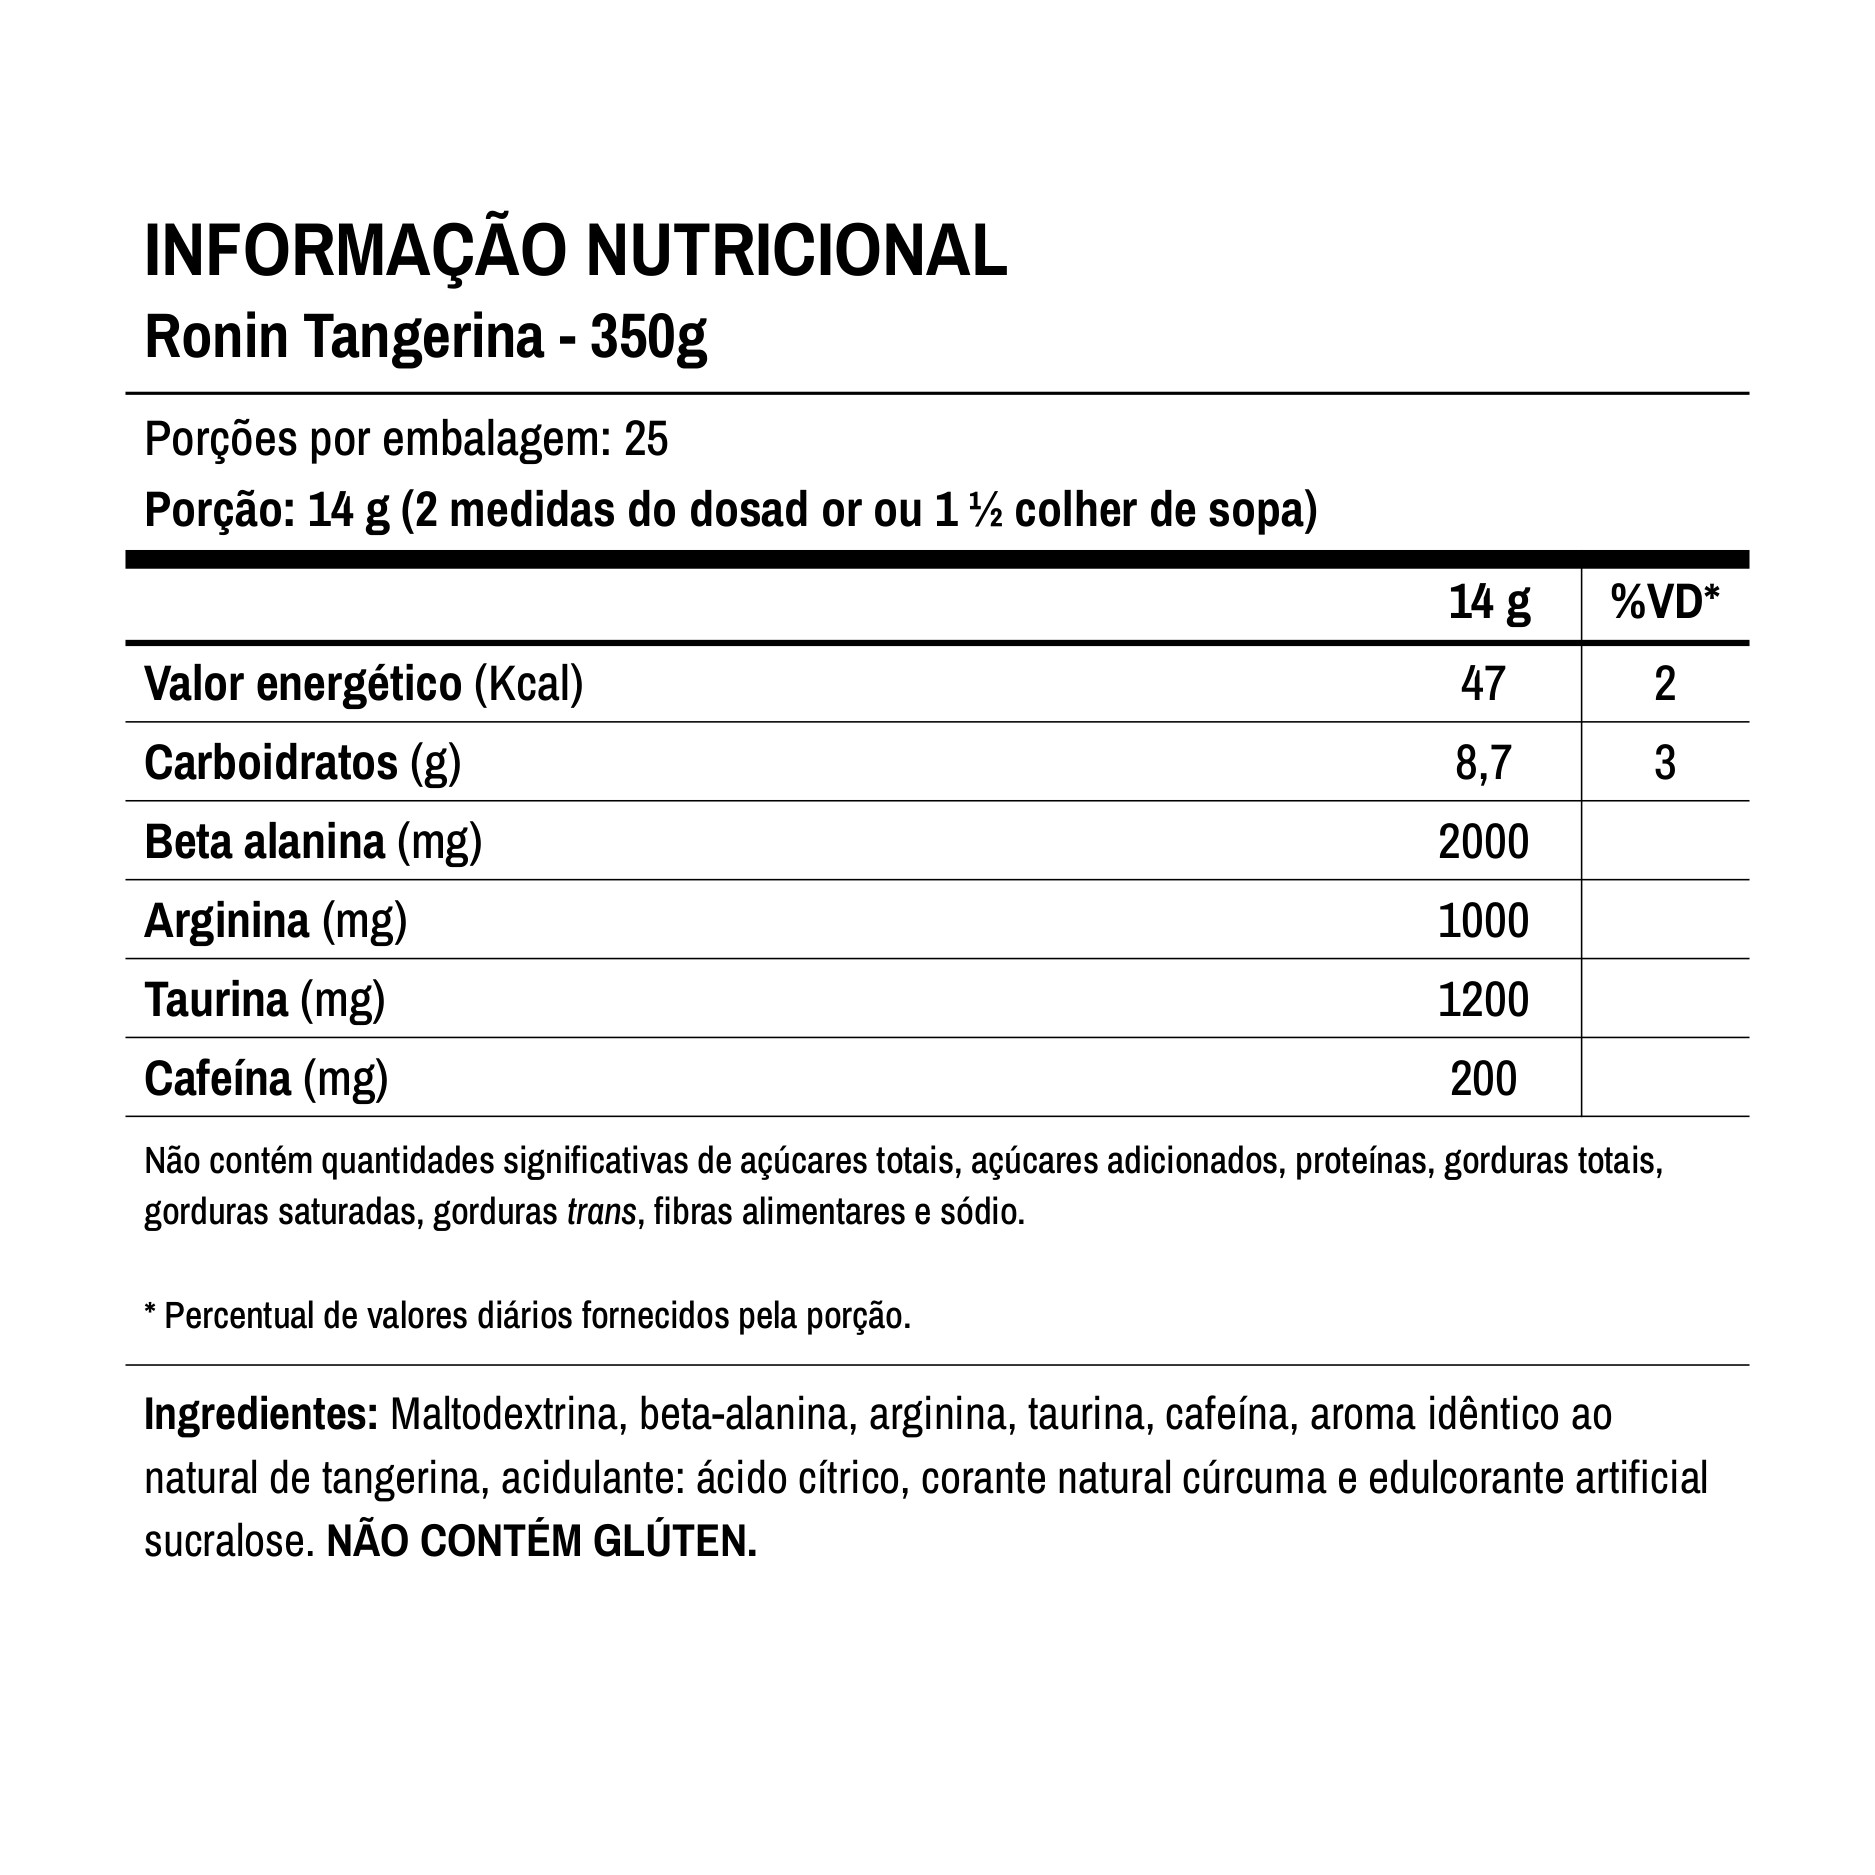 INFORMAÇÃO NUTRICIONAL
Ronin Tangerina - 350g
Porções por embalagem: 25
Porção: 14 g (2 medidas do dosad or ou 1 ½ colher de sopa)
14 g %VD*
Valor energético (Kcal) 47 2
Carboidratos (g) 8,7 3
Beta alanina (mg) 2000
Arginina (mg) 1000
Taurina (mg) 1200
Cafeína (mg) 200
Não contém quantidades significativas de açúcares totais, açúcares adicionados, proteínas, gorduras totais,
gorduras saturadas, gorduras trans, fibras alimentares e sódio.
* Percentual de valores diários fornecidos pela porção.
Ingredientes: Maltodextrina, beta-alanina, arginina, taurina, cafeína, aroma idêntico ao
natural de tangerina, acidulante: ácido cítrico, corante natural cúrcuma e edulcorante artificial
sucralose. NÃO CONTÉM GLÚTEN.